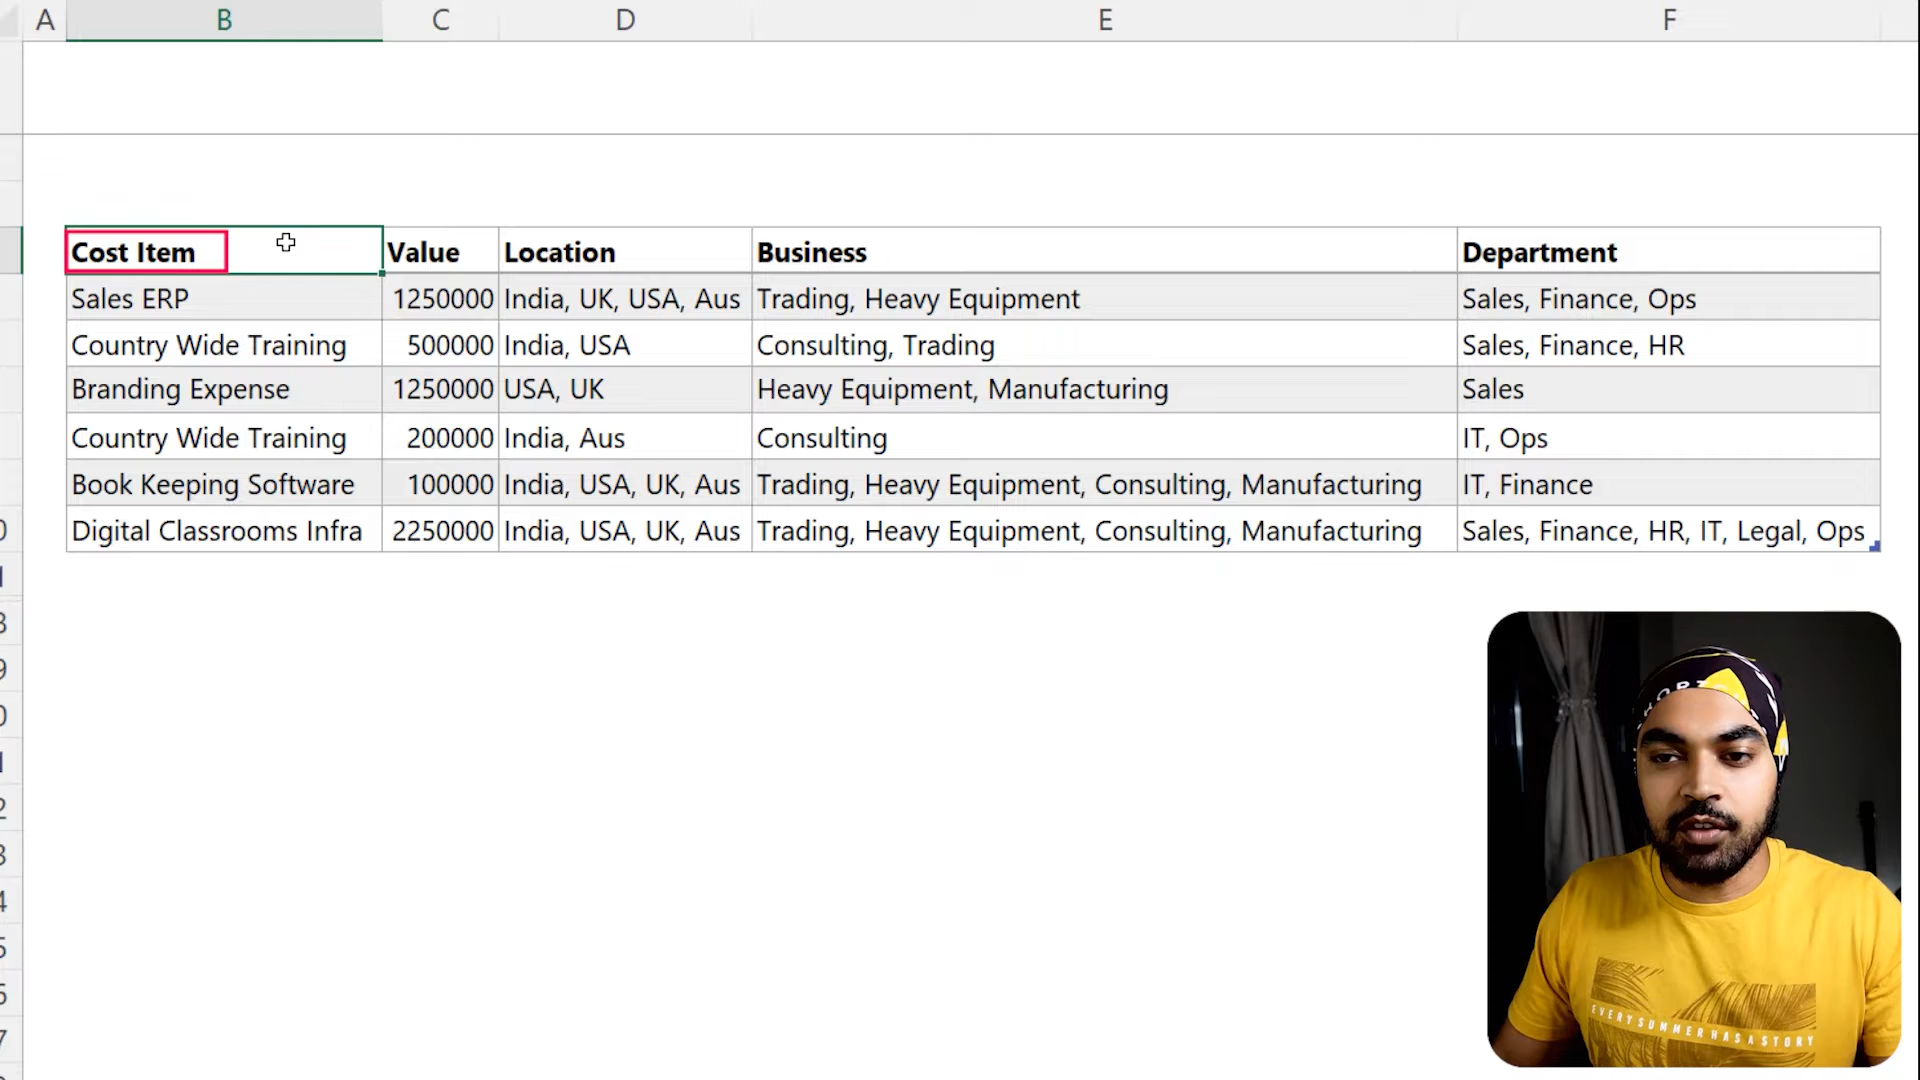 A B C D E F
Cost Item Value Location Business Department
Sales ERP 1250000 India, UK, USA, Aus Trading, Heavy Equipment Sales, Finance, Ops
Country Wide Training 500000 India, USA Consulting, Trading Sales, Finance, HR
Branding Expense 1250000 USA, UK Heavy Equipment, Manufacturing Sales
Country Wide Training 200000 India, Aus Consulting IT, Ops
Book Keeping Software 100000 India, USA, UK, Aus Trading, Heavy Equipment, Consulting, Manufacturing IT, Finance
Digital Classrooms Infra 2250000 India, USA, UK, Aus Trading, Heavy Equipment, Consulting, Manufacturing Sales, Finance, HR, IT, Legal, Ops
EVERY SUMMER HAS A STORY